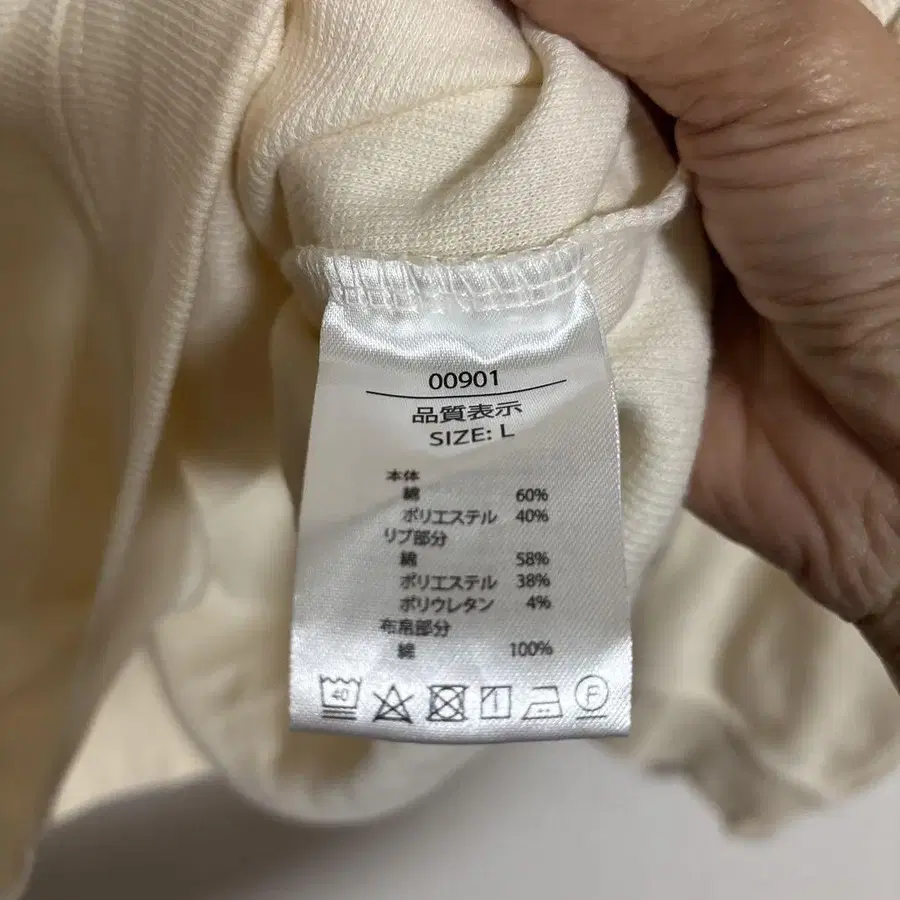 00901
品質表示
SIZE: L
本体
綿 60%
ポリエステル 40%
リブ部分
綿 58%
ポリエステル 38%
ポリウレタン 4%
布帛部分
綿 100%
40 F